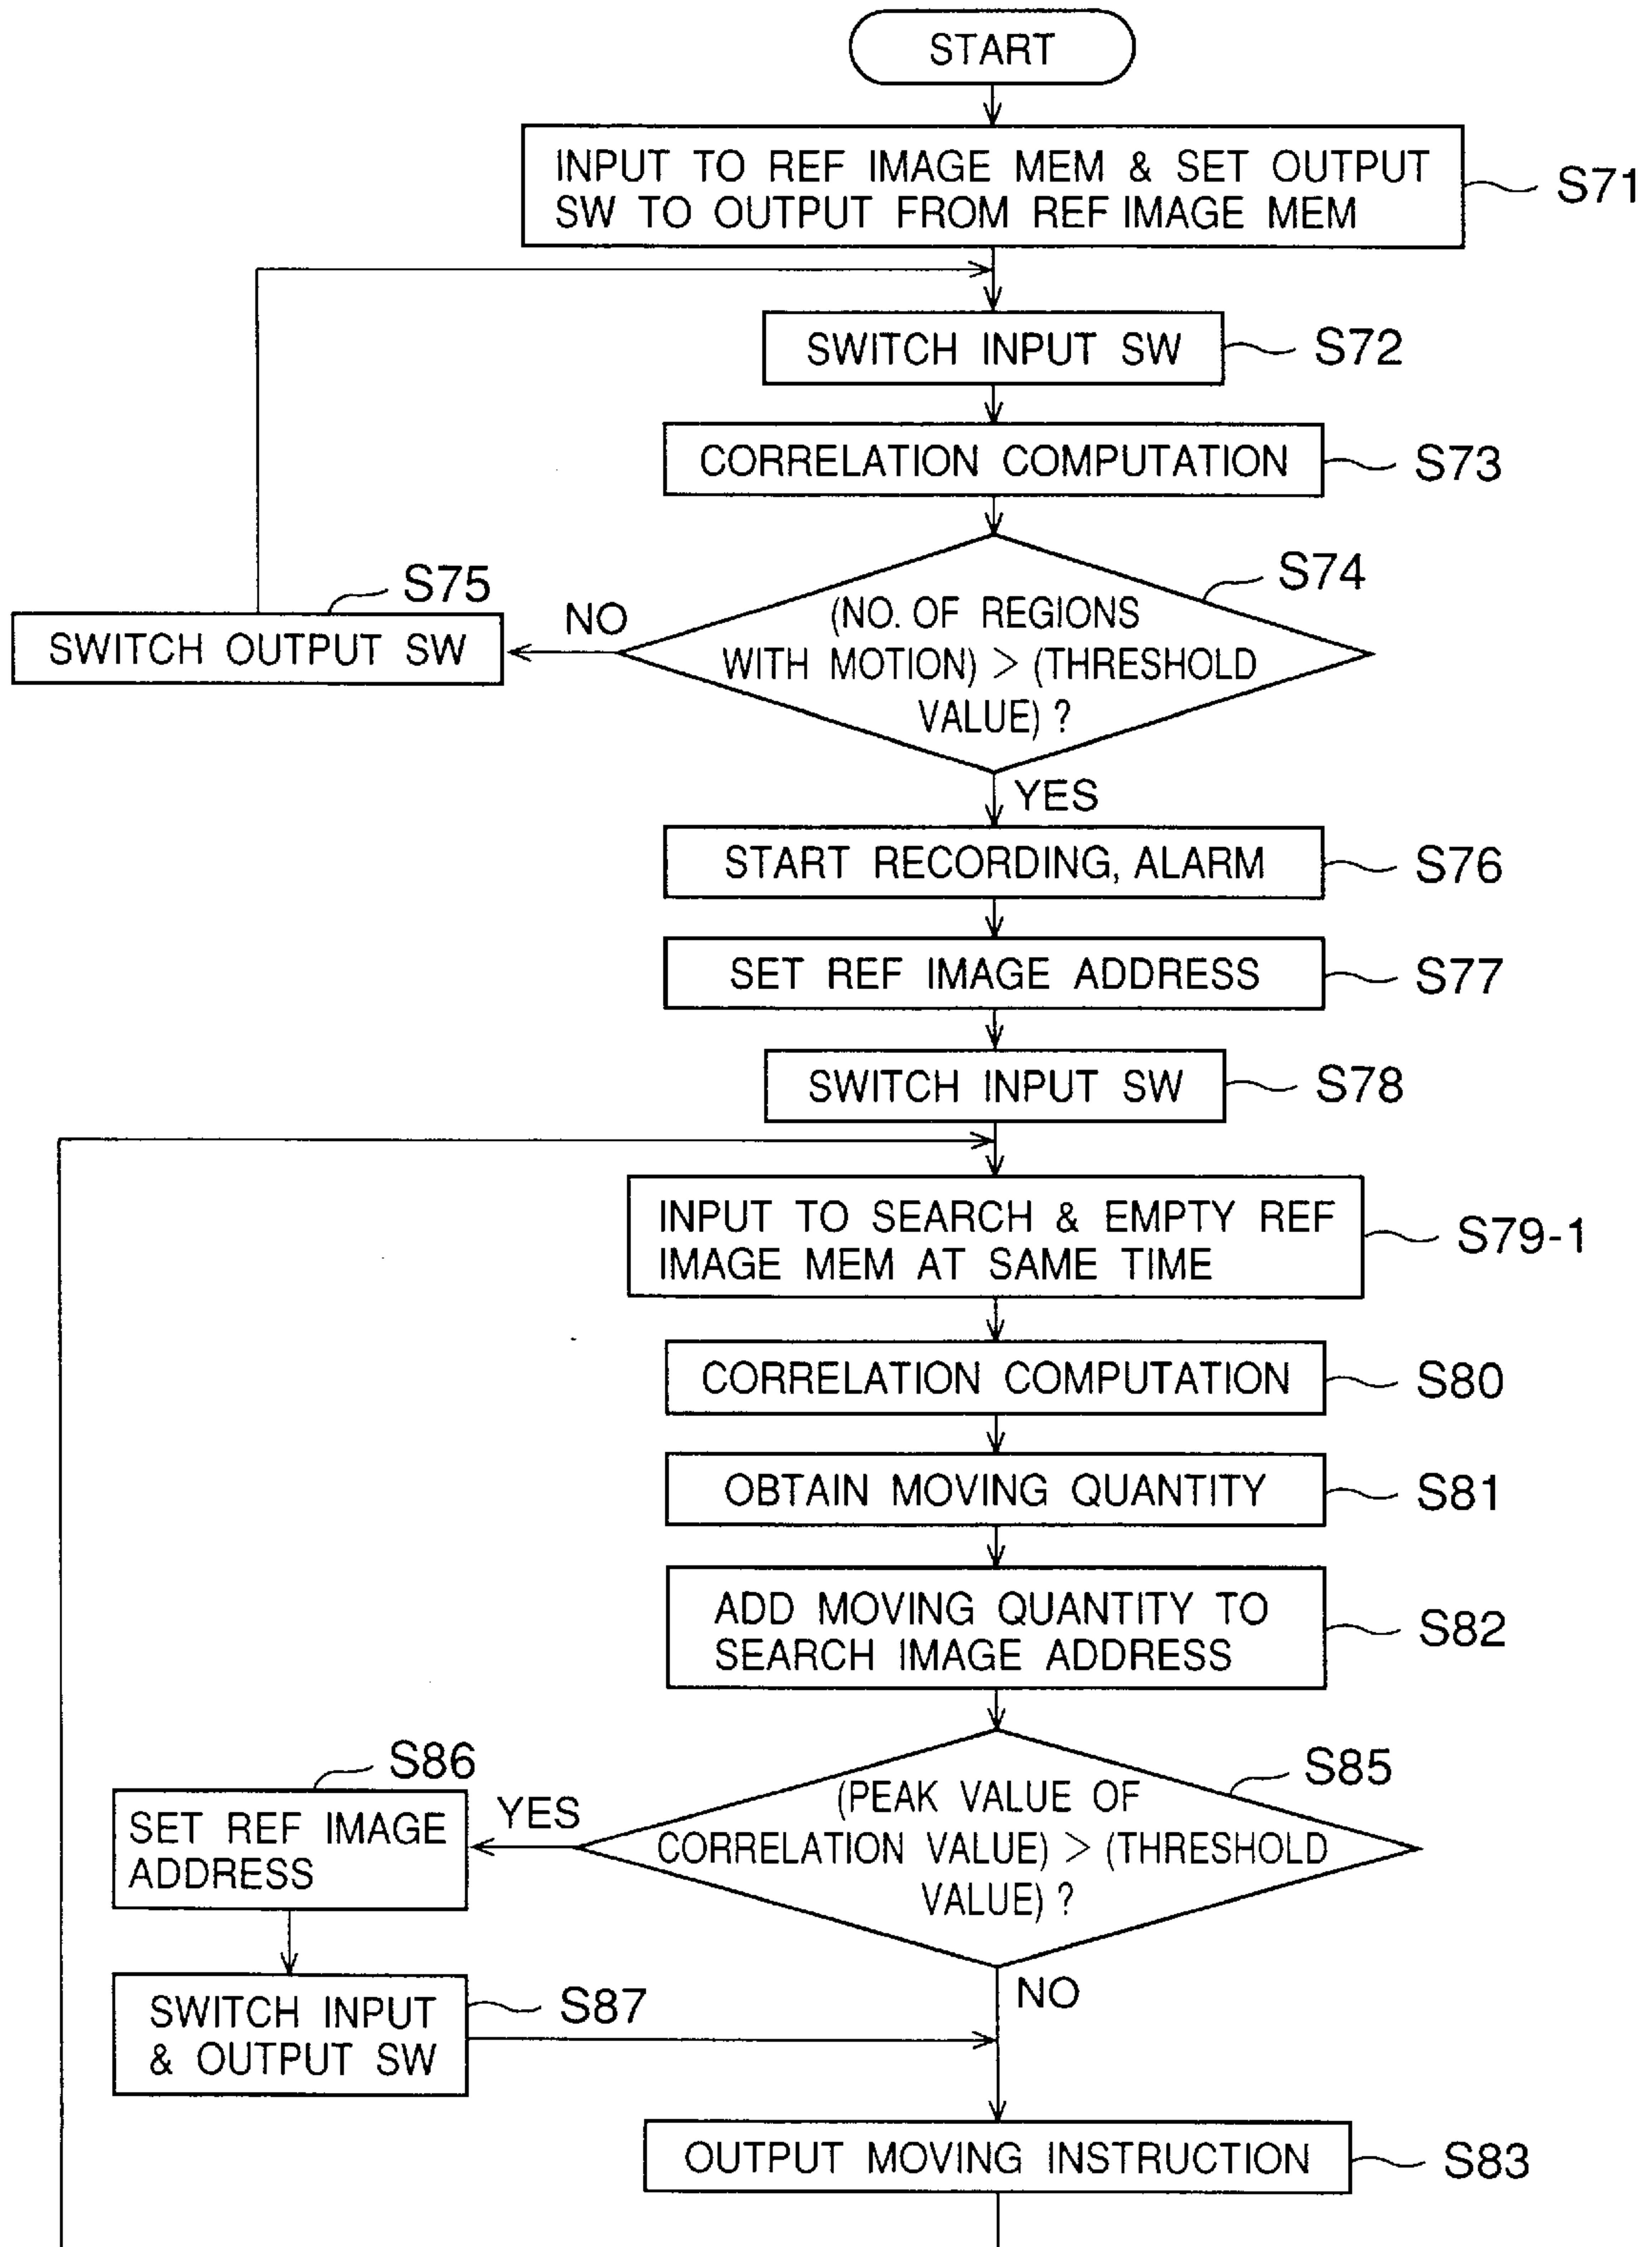 START
INPUT TO REF IMAGE MEM & SET OUTPUT
SW TO OUTPUT FROM REF IMAGE MEM
S71
SWITCH INPUT SW
S72
CORRELATION COMPUTATION
S73
S74
(NO. OF REGIONS
WITH MOTION) > (THRESHOLD
VALUE) ?
NO
S75
SWITCH OUTPUT SW
YES
START RECORDING, ALARM
S76
SET REF IMAGE ADDRESS
S77
SWITCH INPUT SW
S78
INPUT TO SEARCH & EMPTY REF
IMAGE MEM AT SAME TIME
S79-1
CORRELATION COMPUTATION
S80
OBTAIN MOVING QUANTITY
S81
ADD MOVING QUANTITY TO
SEARCH IMAGE ADDRESS
S82
S85
(PEAK VALUE OF
CORRELATION VALUE) > (THRESHOLD
VALUE) ?
YES
S86
SET REF IMAGE
ADDRESS
NO
SWITCH INPUT
& OUTPUT SW
S87
OUTPUT MOVING INSTRUCTION
S83